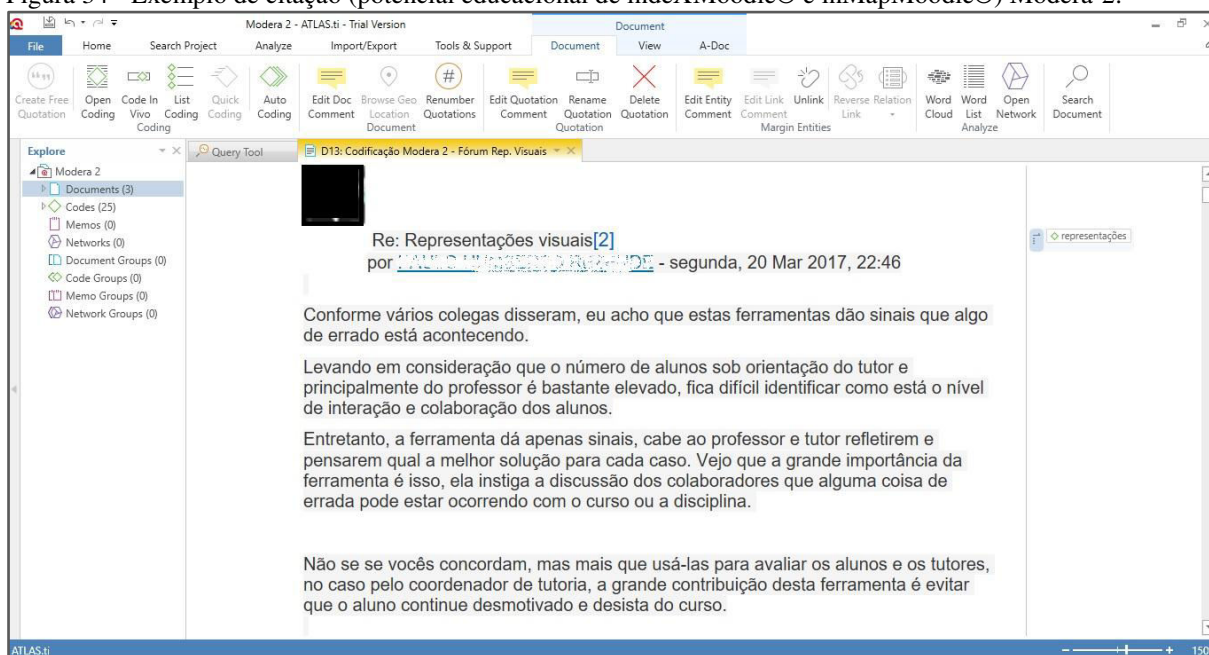 Figura 34 - Exemplo de citação (potencial educacional de indeXMoodle© e inMapMoodle©) Modera 2.
Modera 2 - ATLAS.ti - Trial Version
Document
File Home Search Project Analyze Import/Export Tools & Support Document View A-Doc
Create Free Open Code In List Quick Auto Edit Doc Browse Geo Renumber Edit Quotation Rename Delete Edit Entity Edit Link Unlink Reverse Relation Word Word Open Search
Quotation Coding Vivo Coding Coding Coding Comment Location Quotations Comment Quotation Quotation Comment Comment Link Cloud List Network Document
Coding Document Quotation Margin Entities Analyze
Explore Query Tool D13: Codificação Modera 2 - Fórum Rep. Visuais
Modera 2
Documents (3)
Codes (25)
Memos (0)
Networks (0)
Document Groups (0)
Code Groups (0)
Memo Groups (0)
Network Groups (0)
Re: Representações visuais[2]
representações
por - segunda, 20 Mar 2017, 22:46
Conforme vários colegas disseram, eu acho que estas ferramentas dão sinais que algo
de errado está acontecendo.
Levando em consideração que o número de alunos sob orientação do tutor e
principalmente do professor é bastante elevado, fica difícil identificar como está o nível
de interação e colaboração dos alunos.
Entretanto, a ferramenta dá apenas sinais, cabe ao professor e tutor refletirem e
pensarem qual a melhor solução para cada caso. Vejo que a grande importância da
ferramenta é isso, ela instiga a discussão dos colaboradores que alguma coisa de
errada pode estar ocorrendo com o curso ou a disciplina.
Não se se vocês concordam, mas mais que usá-las para avaliar os alunos e os tutores,
no caso pelo coordenador de tutoria, a grande contribuição desta ferramenta é evitar
que o aluno continue desmotivado e desista do curso.
ATLAS.ti
150